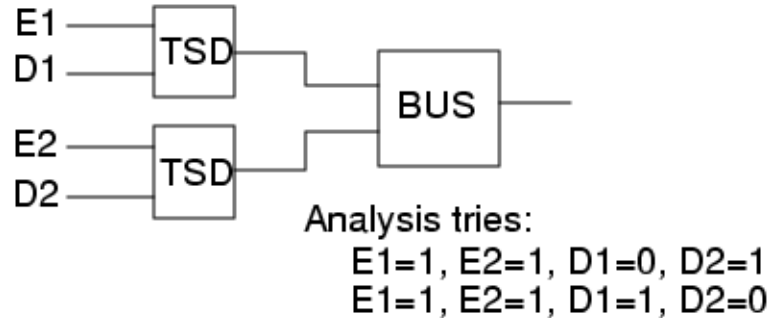 E1
TSD
D1
BUS
E2
TSD
D2
Analysis tries:
E1=1, E2=1, D1=0, D2=1
E1=1, E2=1, D1=1, D2=0